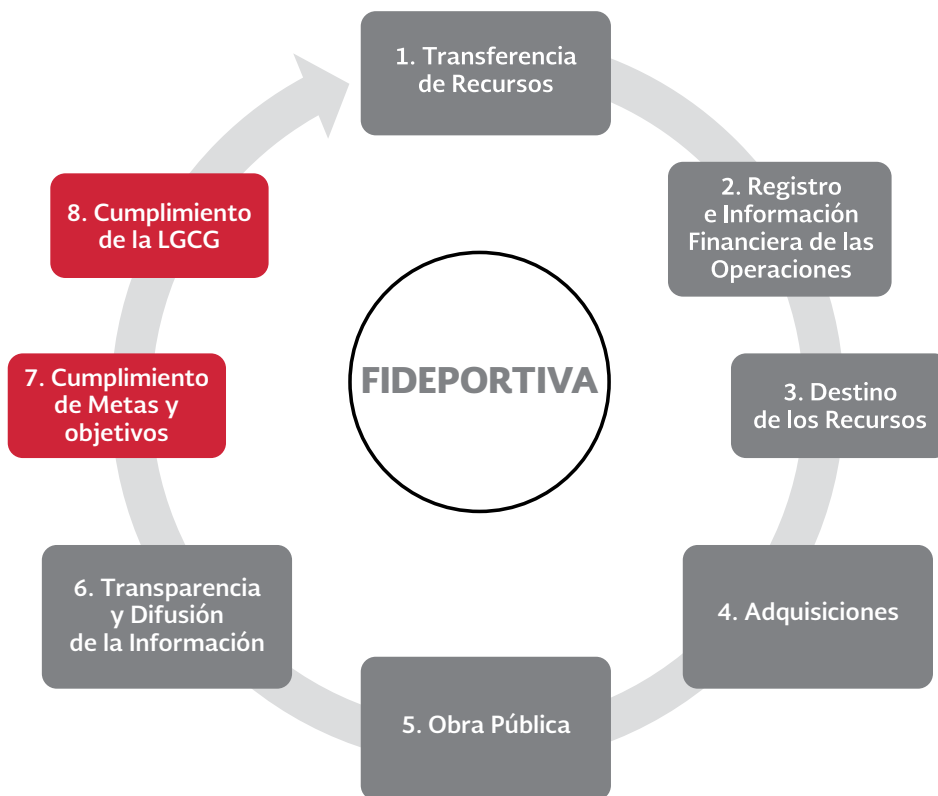 1. Transferencia
de Recursos
2. Registro
e Información
Financiera de las
Operaciones
3. Destino
de los Recursos
4. Adquisiciones
5. Obra Pública
6. Transparencia
y Difusión
de la Información
7. Cumplimiento
de Metas y
objetivos
8. Cumplimiento
de la LGCG
FIDEPORTIVA